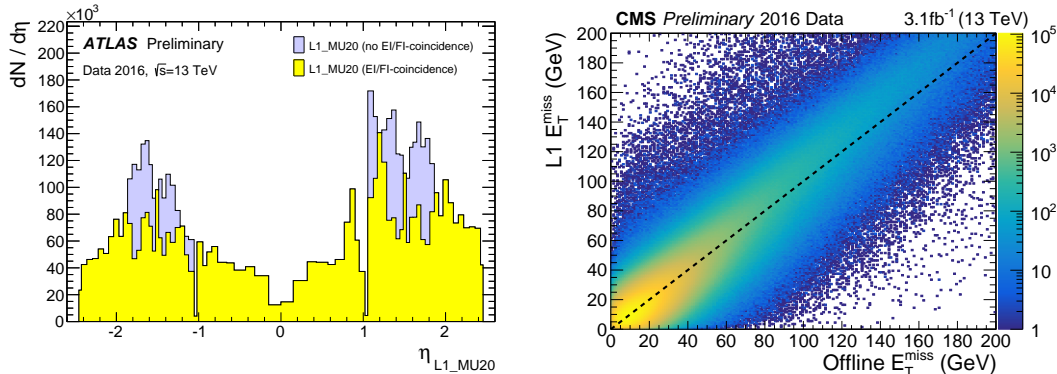 ×10³
220
200
180
160
140
120
100
80
60
40
20
0
dN / dη
ATLAS Preliminary
Data 2016, √s=13 TeV
L1_MU20 (no EI/FI-coincidence)
L1_MU20 (EI/FI-coincidence)
-2 -1 0 1 2
η L1_MU20
CMS Preliminary 2016 Data 3.1fb⁻¹ (13 TeV)
L1 E_T^miss (GeV)
200
180
160
140
120
100
80
60
40
20
0
0 20 40 60 80 100 120 140 160 180 200
Offline E_T^miss (GeV)
10⁵
10⁴
10³
10²
10
1